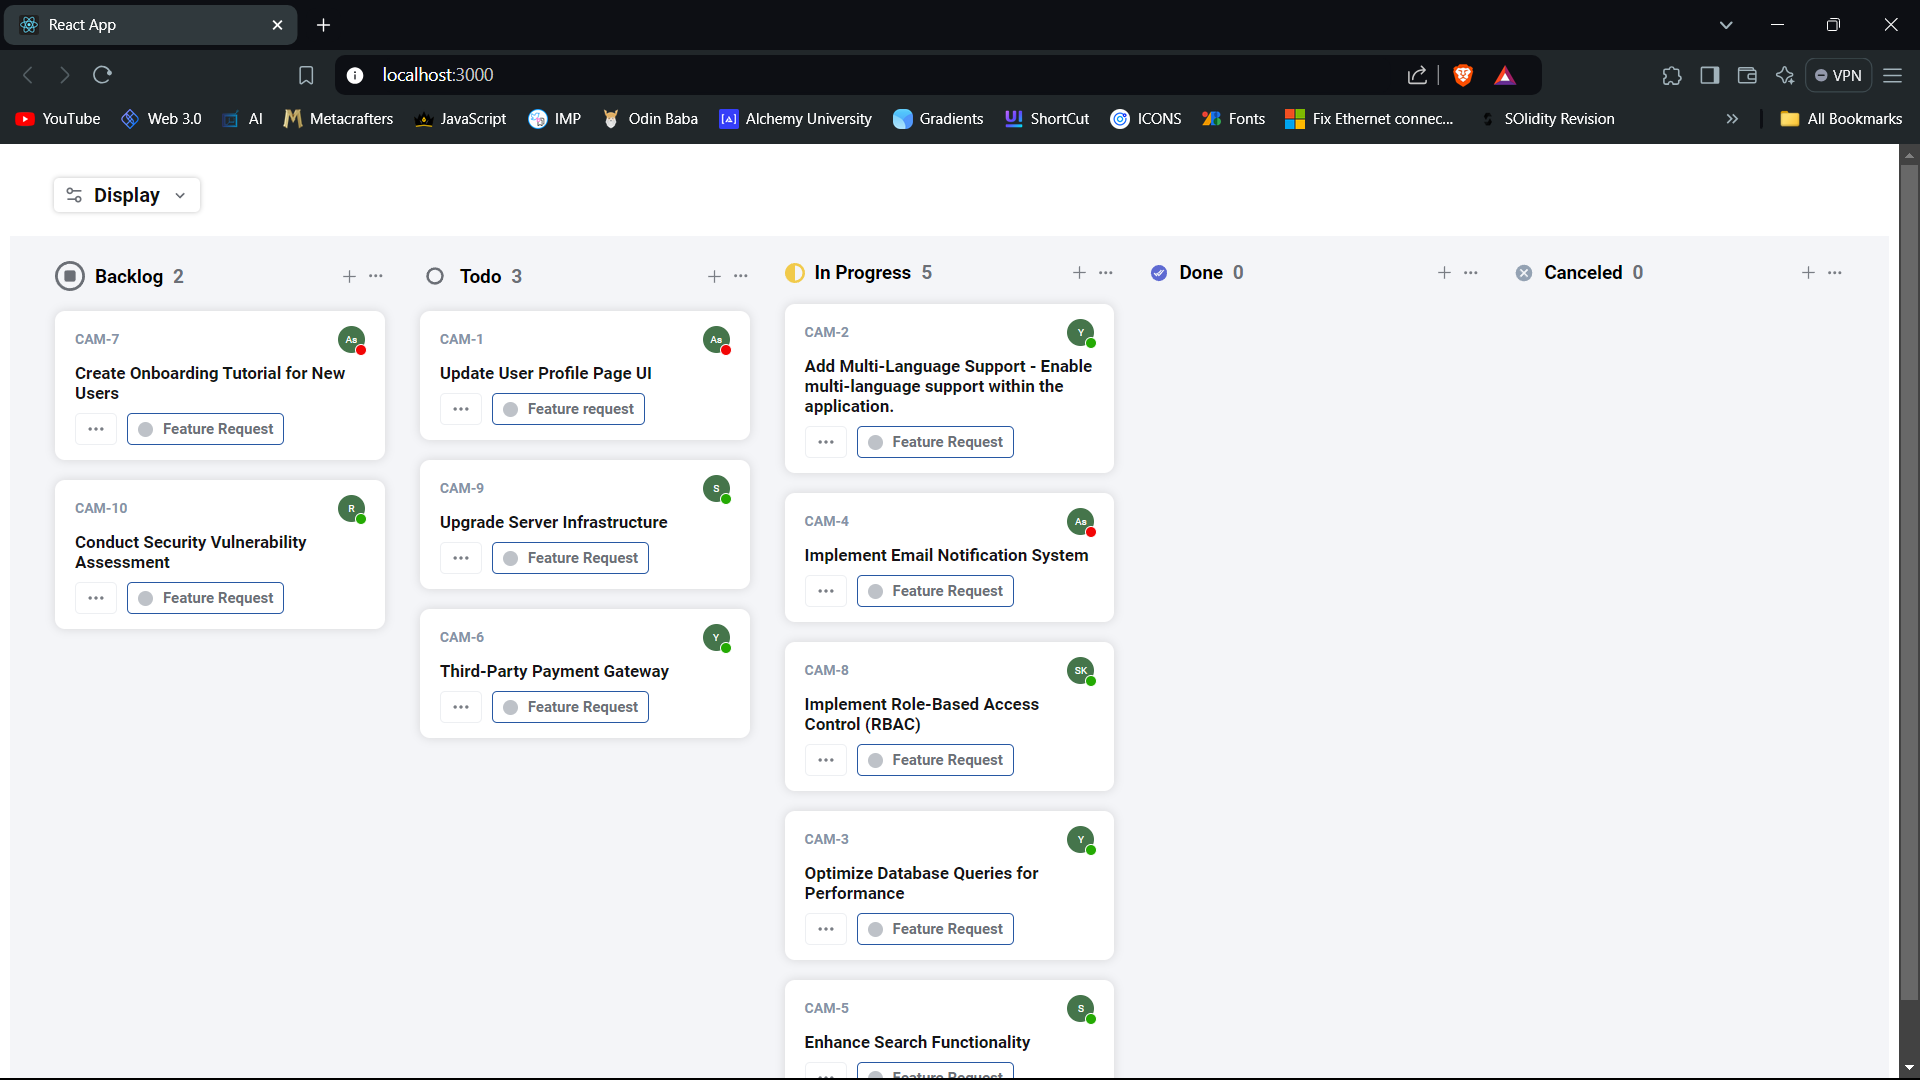 React App
localhost:3000
VPN
YouTube Web 3.0 AI Metacrafters JavaScript IMP Odin Baba Alchemy University Gradients ShortCut ICONS Fonts Fix Ethernet connec... SOlidity Revision » All Bookmarks
Display
Backlog 2
CAM-7
As
Create Onboarding Tutorial for New
Users
Feature Request
CAM-10
R
Conduct Security Vulnerability
Assessment
Feature Request
Todo 3
CAM-1
As
Update User Profile Page UI
Feature request
CAM-9
S
Upgrade Server Infrastructure
Feature Request
CAM-6
Y
Third-Party Payment Gateway
Feature Request
In Progress 5
CAM-2
Y
Add Multi-Language Support - Enable
multi-language support within the
application.
Feature Request
CAM-4
As
Implement Email Notification System
Feature Request
CAM-8
SK
Implement Role-Based Access
Control (RBAC)
Feature Request
CAM-3
Y
Optimize Database Queries for
Performance
Feature Request
CAM-5
S
Enhance Search Functionality
Feature Request
Done 0
Canceled 0